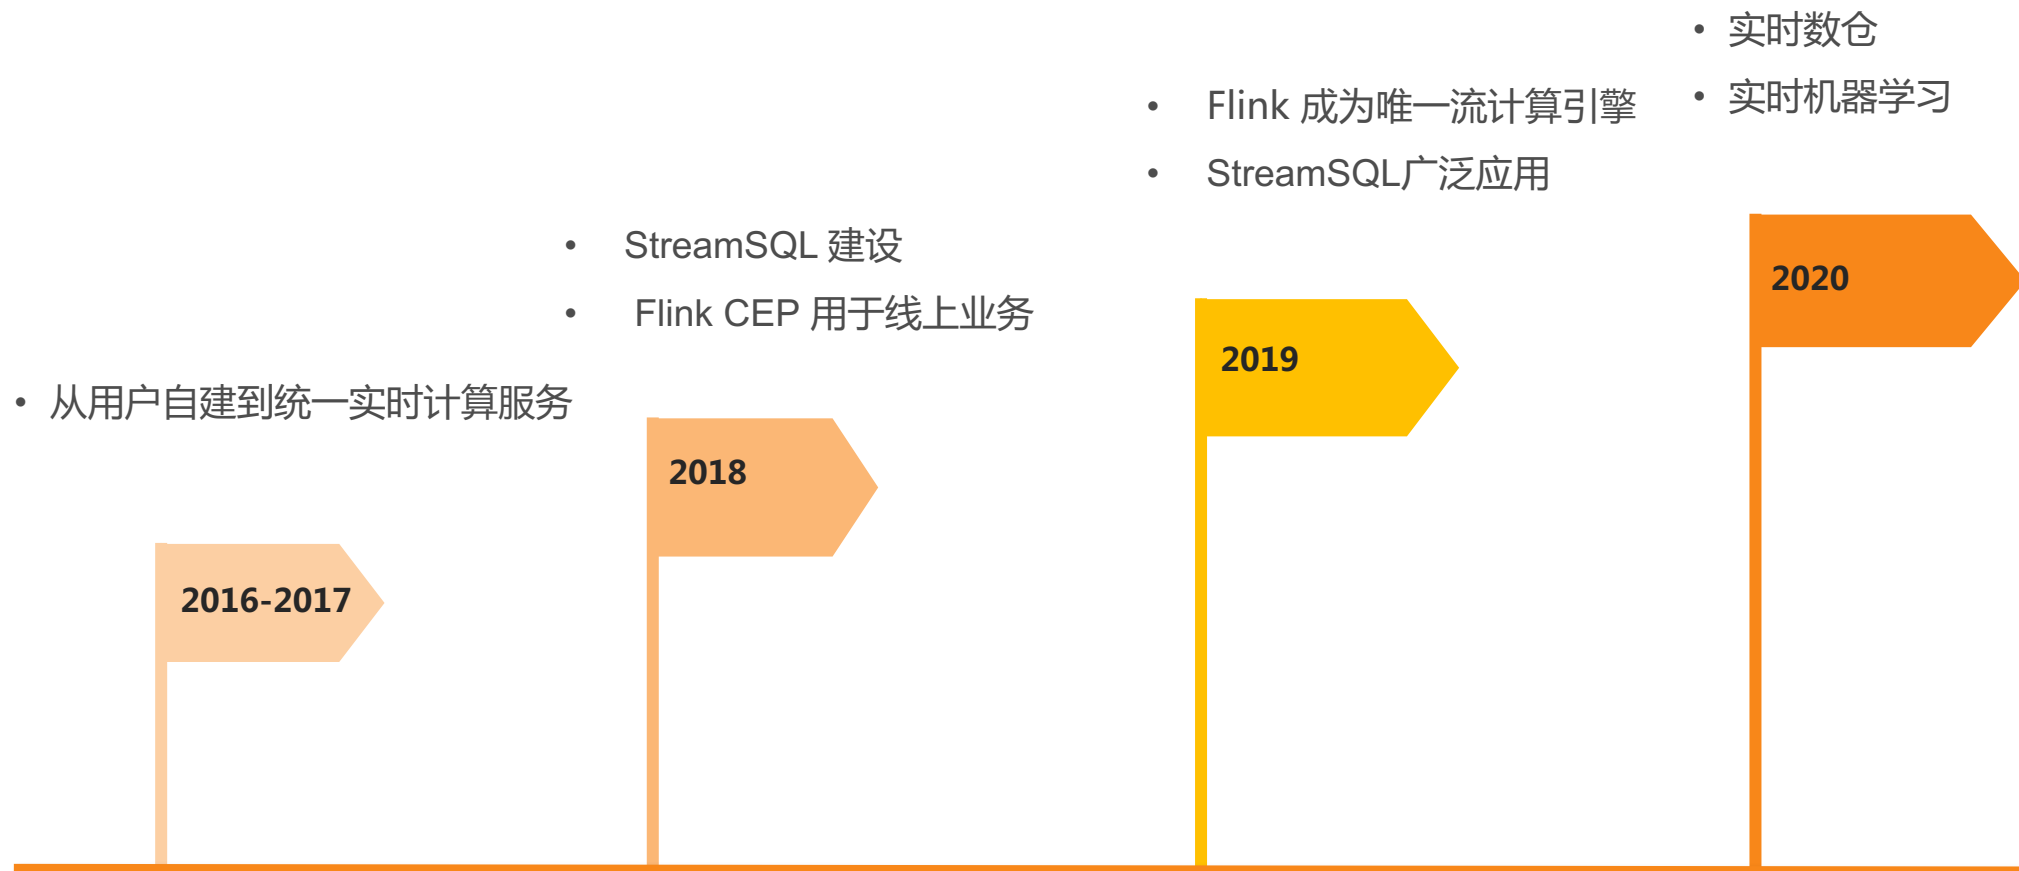 • 从用户自建到统一实时计算服务
2016-2017
• StreamSQL 建设
• Flink CEP 用于线上业务
2018
• Flink 成为唯一流计算引擎
• StreamSQL广泛应用
2019
• 实时数仓
• 实时机器学习
2020